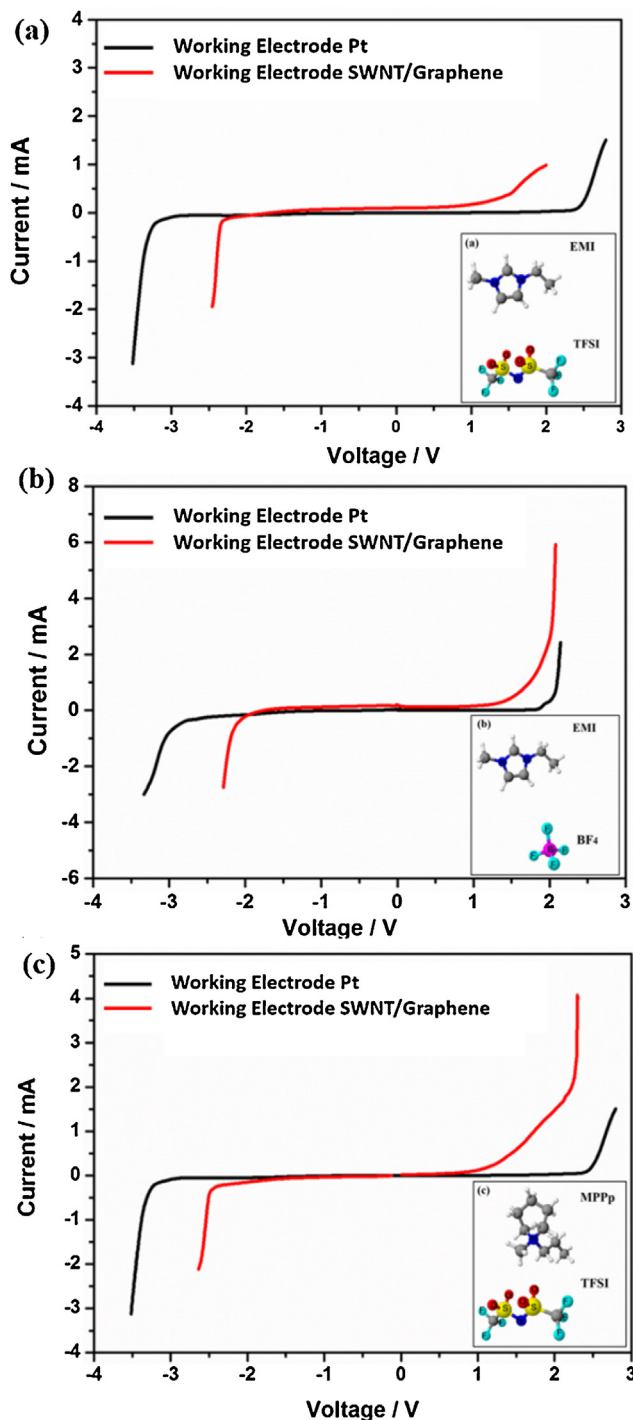 (a)
4
3
2
1
0
-1
-2
-3
-4
Current / mA
Working Electrode Pt
Working Electrode SWNT/Graphene
(a)
EMI
TFSI
S
S
F
F
F
F
-4
-3
-2
-1
0
1
2
3
Voltage / V
(b)
8
6
4
2
0
-2
-4
-6
Current / mA
Working Electrode Pt
Working Electrode SWNT/Graphene
(b)
EMI
BF4
F
F
F
F
-4
-3
-2
-1
0
1
2
3
Voltage / V
(c)
5
4
3
2
1
0
-1
-2
-3
-4
Current / mA
Working Electrode Pt
Working Electrode SWNT/Graphene
(c)
MPPp
TFSI
S
S
F
F
F
-4
-3
-2
-1
0
1
2
3
Voltage / V